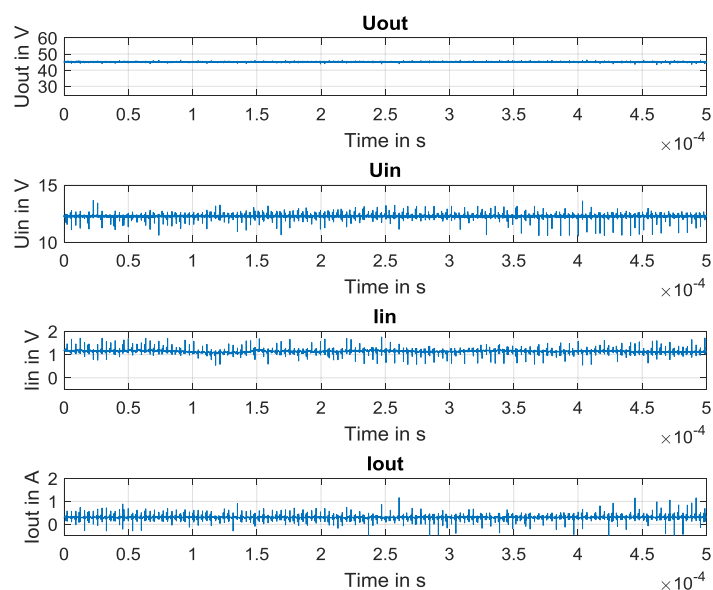 Uout
Uout in V
60
50
40
30
0 0.5 1 1.5 2 2.5 3 3.5 4 4.5 5
Time in s
×10-4
Uin
Uin in V
15
10
0 0.5 1 1.5 2 2.5 3 3.5 4 4.5 5
Time in s
×10-4
Iin
Iin in V
2
1
0
0 0.5 1 1.5 2 2.5 3 3.5 4 4.5 5
Time in s
×10-4
Iout
Iout in A
2
1
0
0 0.5 1 1.5 2 2.5 3 3.5 4 4.5 5
Time in s
×10-4